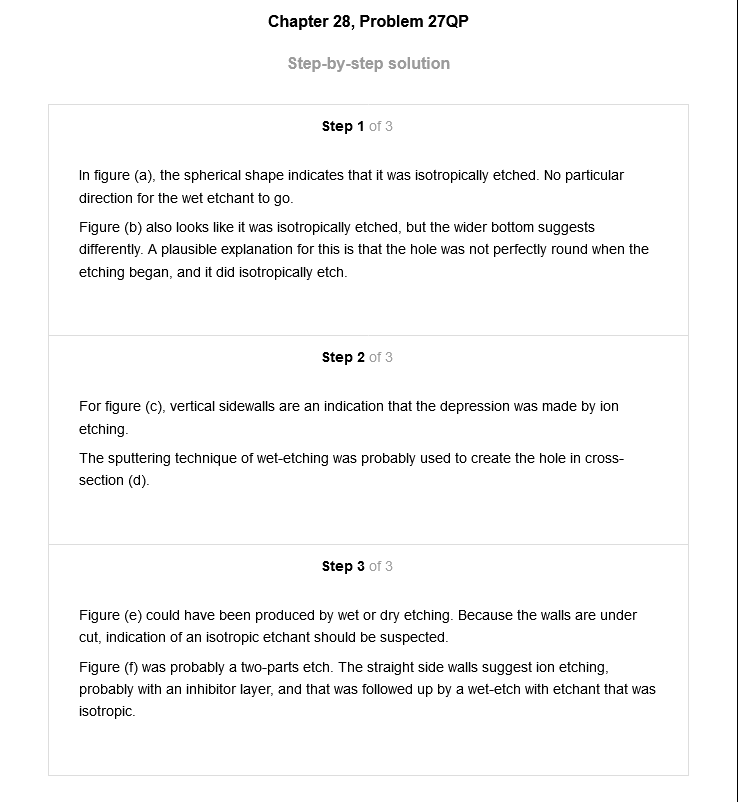 Chapter 28, Problem 27QP
Step-by-step solution
Step 1 of 3
In figure (a), the spherical shape indicates that it was isotropically etched. No particular
direction for the wet etchant to go.
Figure (b) also looks like it was isotropically etched, but the wider bottom suggests
differently. A plausible explanation for this is that the hole was not perfectly round when the
etching began, and it did isotropically etch.
Step 2 of 3
For figure (c), vertical sidewalls are an indication that the depression was made by ion
etching.
The sputtering technique of wet-etching was probably used to create the hole in cross-
section (d).
Step 3 of 3
Figure (e) could have been produced by wet or dry etching. Because the walls are under
cut, indication of an isotropic etchant should be suspected.
Figure (f) was probably a two-parts etch. The straight side walls suggest ion etching,
probably with an inhibitor layer, and that was followed up by a wet-etch with etchant that was
isotropic.